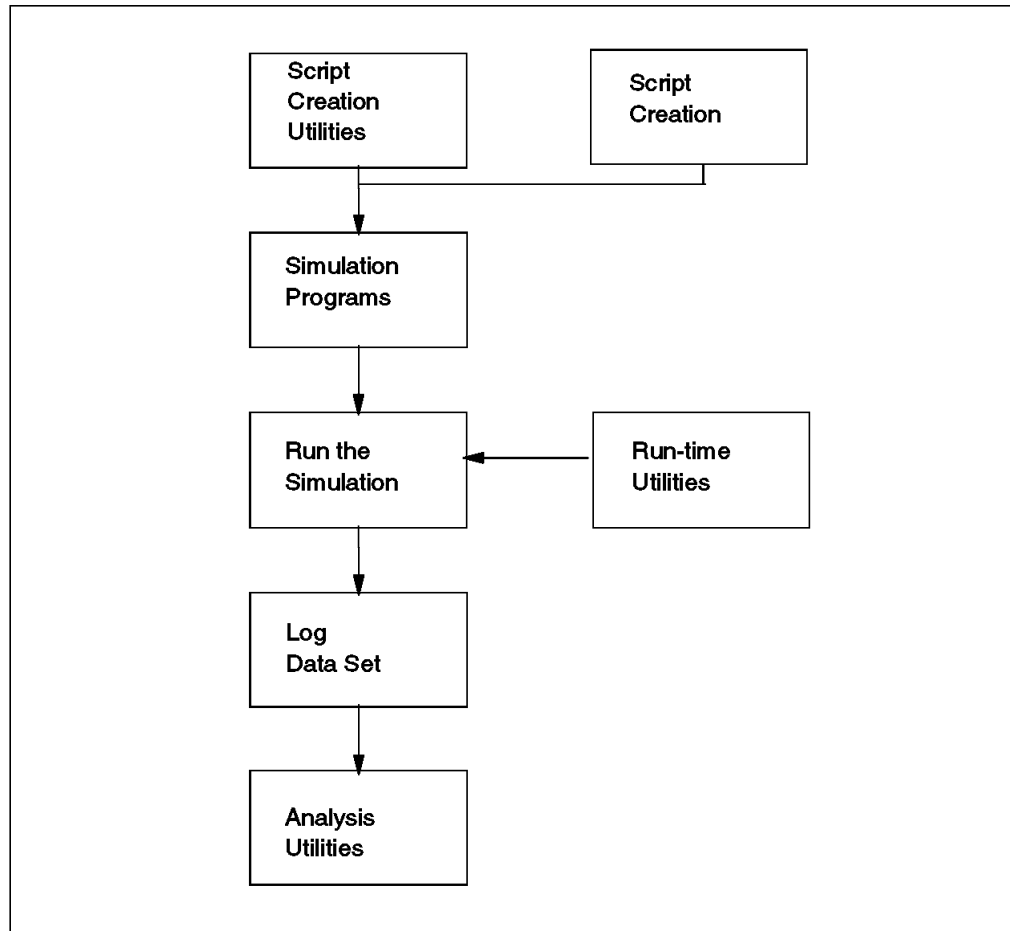 Script
Creation
Utilities
Script
Creation
Simulation
Programs
Run the
Simulation
Run-time
Utilities
Log
Data Set
Analysis
Utilities